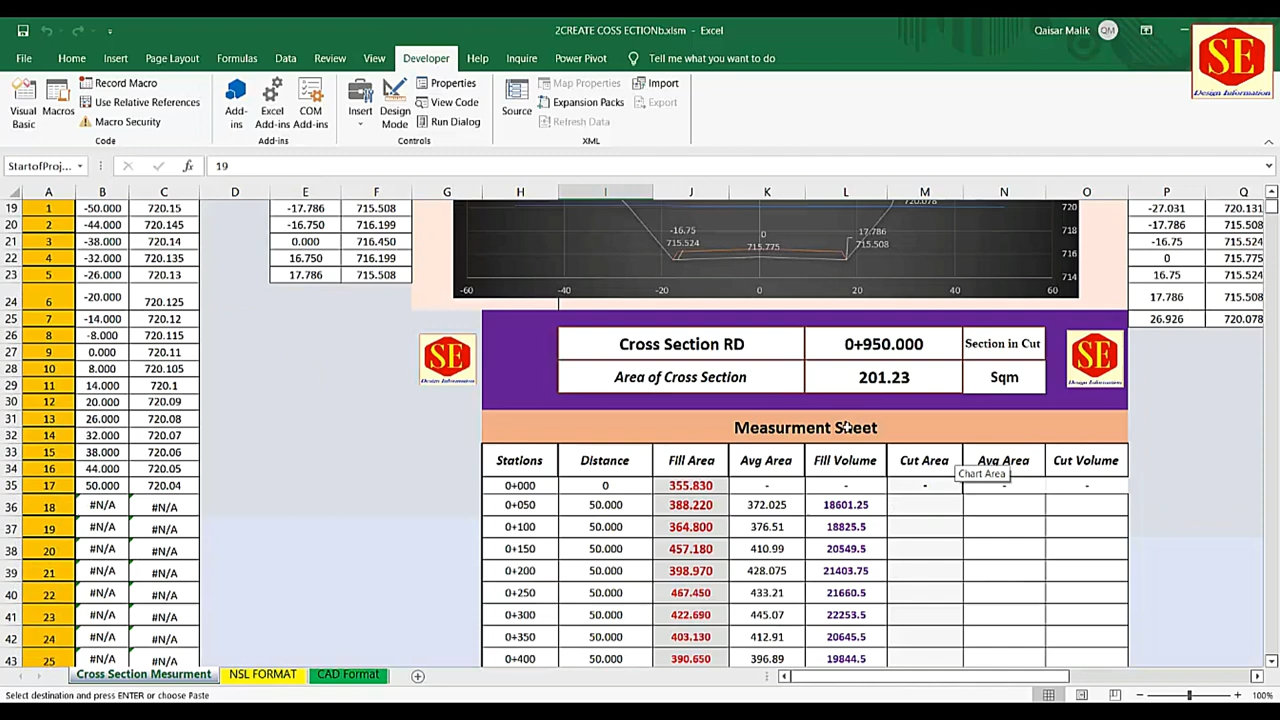 2CREATE COSS ECTIONb.xlsm - Excel
Qaisar Malik QM
SE
Design Information
File Home Insert Page Layout Formulas Data Review View Developer Help Inquire Power Pivot Tell me what you want to do
Visual Basic
Macros
Record Macro
Use Relative References
Macro Security
Code
Add-ins
Excel Add-ins
COM Add-ins
Add-ins
Insert
Design Mode
Properties
View Code
Run Dialog
Controls
Source
Map Properties
Expansion Packs
Refresh Data
Import
Export
XML
StartofProj... fx 19
A B C D E F G H I J K L M N O P Q
19 1 -50.000 720.15 -17.786 715.508 720.078 720 -27.031 720.131
20 2 -44.000 720.145 -16.750 716.199 -16.75 0 17.786 718 -17.786 715.508
21 3 -38.000 720.14 0.000 716.450 715.524 715.775 715.508 -16.75 715.524
22 4 -32.000 720.135 16.750 716.199 716 0 715.775
23 5 -26.000 720.13 17.786 715.508 714 16.75 715.524
-60 -40 -20 0 20 40 60
24 6 -20.000 720.125 17.786 715.508
25 7 -14.000 720.12 26.926 720.078
26 8 -8.000 720.115
27 9 0.000 720.11 SE Design Information Cross Section RD 0+950.000 Section in Cut SE Design Information
28 10 8.000 720.105
29 11 14.000 720.1 Area of Cross Section 201.23 Sqm
30 12 20.000 720.09
31 13 26.000 720.08 Measurment Sheet
32 14 32.000 720.07
33 15 38.000 720.06 Stations Distance Fill Area Avg Area Fill Volume Cut Area Avg Area Cut Volume
34 16 44.000 720.05 Chart Area
35 17 50.000 720.04 0+000 0 355.830 - - - - -
36 18 #N/A #N/A 0+050 50.000 388.220 372.025 18601.25
37 19 #N/A #N/A 0+100 50.000 364.800 376.51 18825.5
38 20 #N/A #N/A 0+150 50.000 457.180 410.99 20549.5
39 21 #N/A #N/A 0+200 50.000 398.970 428.075 21403.75
40 22 #N/A #N/A 0+250 50.000 467.450 433.21 21660.5
41 23 #N/A #N/A 0+300 50.000 422.690 445.07 22253.5
42 24 #N/A #N/A 0+350 50.000 403.130 412.91 20645.5
43 25 #N/A #N/A 0+400 50.000 390.650 396.89 19844.5
Cross Section Mesurment NSL FORMAT CAD Format
Select destination and press ENTER or choose Paste 100%